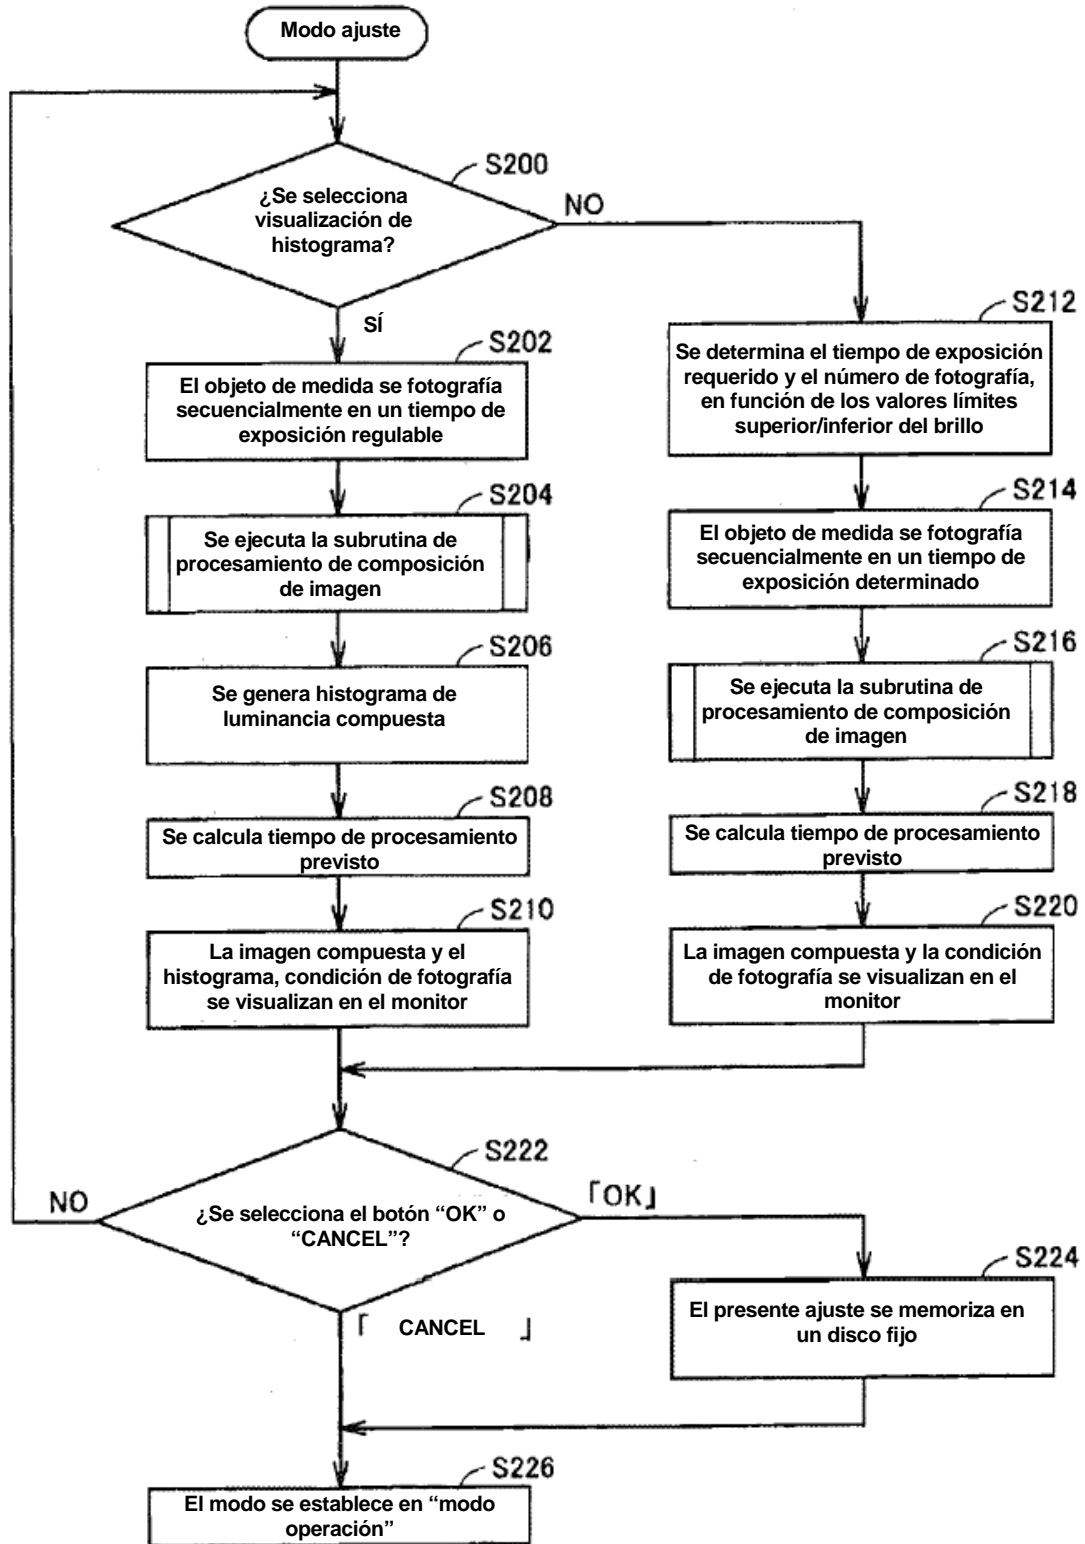 Modo ajuste
S200
¿Se selecciona
visualización de
histograma?
NO
SÍ
S202
El objeto de medida se fotografía
secuencialmente en un tiempo de
exposición regulable
S204
Se ejecuta la subrutina de
procesamiento de composición
de imagen
S206
Se genera histograma de
luminancia compuesta
S208
Se calcula tiempo de procesamiento
previsto
S210
La imagen compuesta y el
histograma, condición de fotografía
se visualizan en el monitor
S212
Se determina el tiempo de exposición
requerido y el número de fotografía,
en función de los valores límites
superior/inferior del brillo
S214
El objeto de medida se fotografía
secuencialmente en un tiempo de
exposición determinado
S216
Se ejecuta la subrutina de
procesamiento de composición
de imagen
S218
Se calcula tiempo de procesamiento
previsto
S220
La imagen compuesta y la condición
de fotografía se visualizan en el
monitor
S222
NO
¿Se selecciona el botón “OK” o
“CANCEL”?
「OK」
「 CANCEL 」
S224
El presente ajuste se memoriza en
un disco fijo
S226
El modo se establece en “modo
operación”